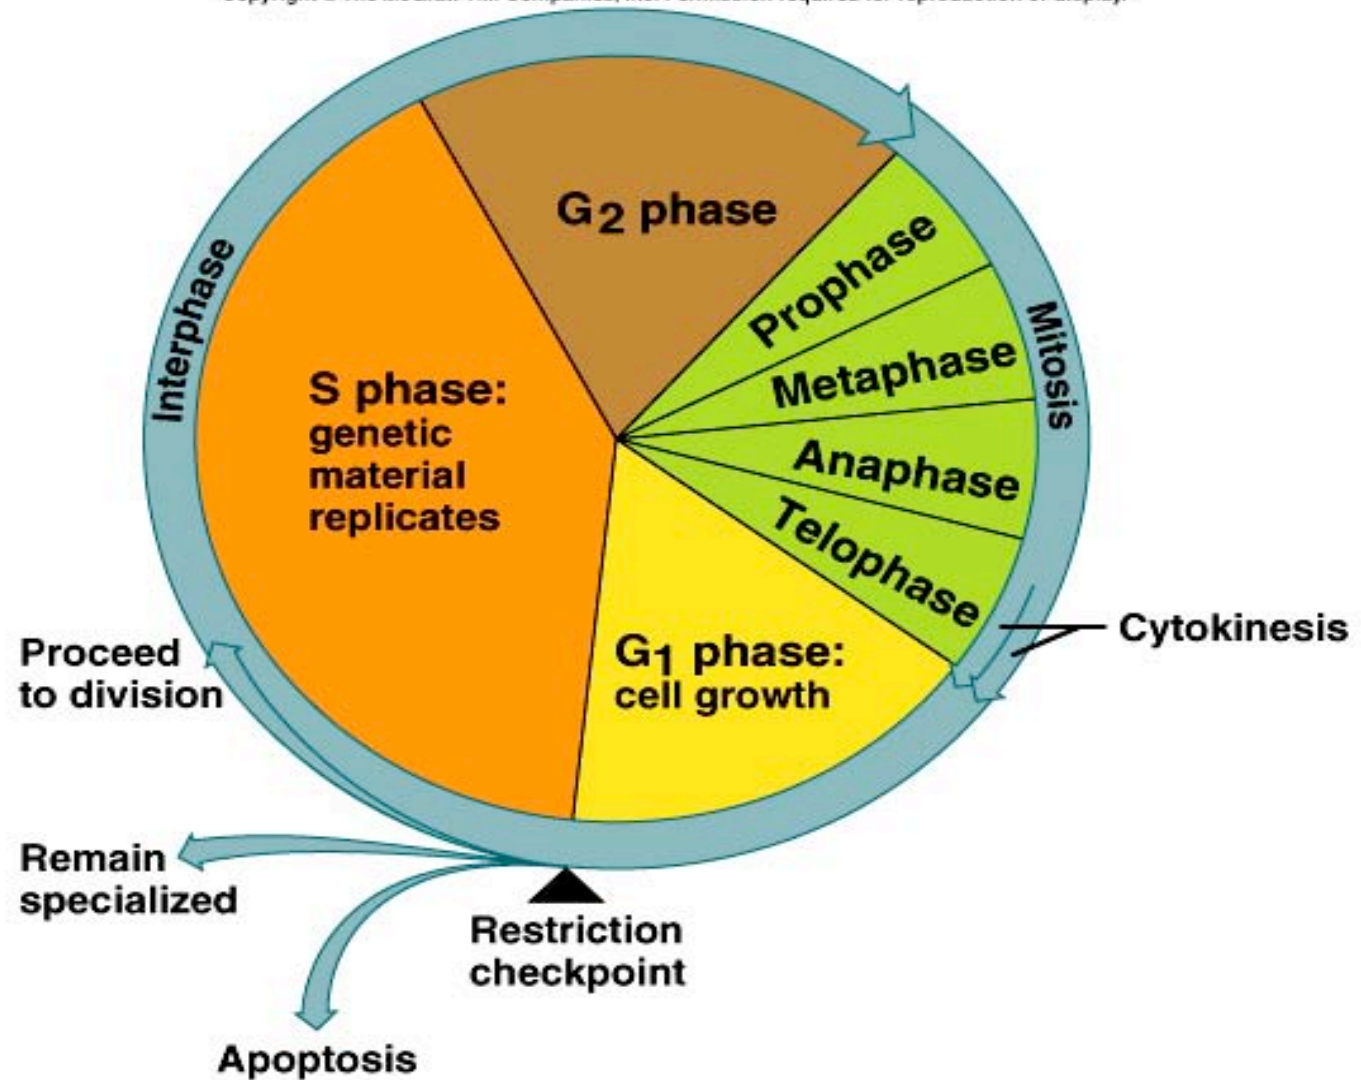 G2 phase
Prophase
Metaphase
Anaphase
Telophase
Mitosis
Interphase
S phase:
genetic
material
replicates
G1 phase:
cell growth
Cytokinesis
Proceed
to division
Remain
specialized
Restriction
checkpoint
Apoptosis